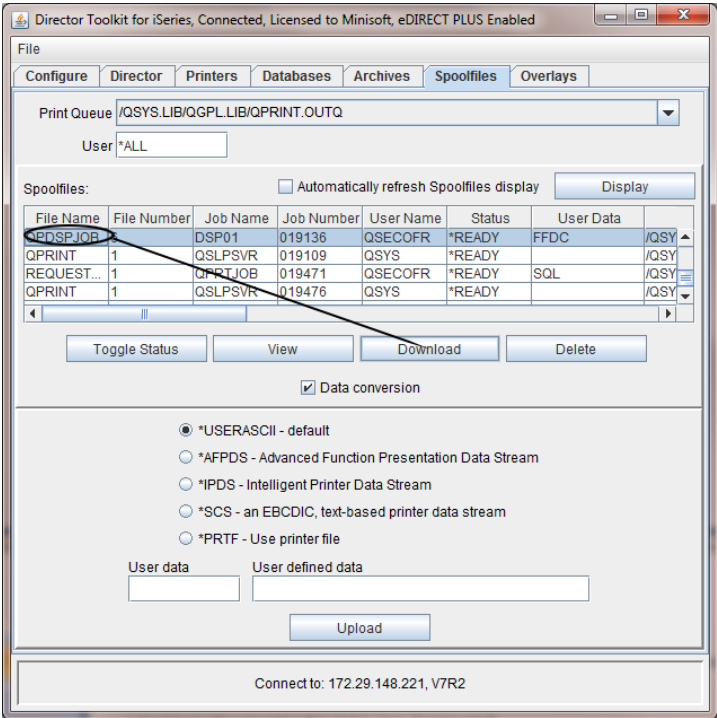 Director Toolkit for iSeries, Connected, Licensed to Minisoft, eDIRECT PLUS Enabled
File
Configure Director Printers Databases Archives Spoolfiles Overlays
Print Queue /QSYS.LIB/QGPL.LIB/QPRINT.OUTQ
User *ALL
Spoolfiles: Automatically refresh Spoolfiles display Display
File Name File Number Job Name Job Number User Name Status User Data
QPDSPJOB DSP01 019136 QSECOFR *READY FFDC /QSY
QPRINT 1 QSLPSVR 019109 QSYS *READY /QSY
REQUEST... 1 QPRTJOB 019471 QSECOFR *READY SQL /QSY
QPRINT 1 QSLPSVR 019476 QSYS *READY /QSY
Toggle Status View Download Delete
Data conversion
*USERASCII - default
*AFPDS - Advanced Function Presentation Data Stream
*IPDS - Intelligent Printer Data Stream
*SCS - an EBCDIC, text-based printer data stream
*PRTF - Use printer file
User data User defined data
Upload
Connect to: 172.29.148.221, V7R2